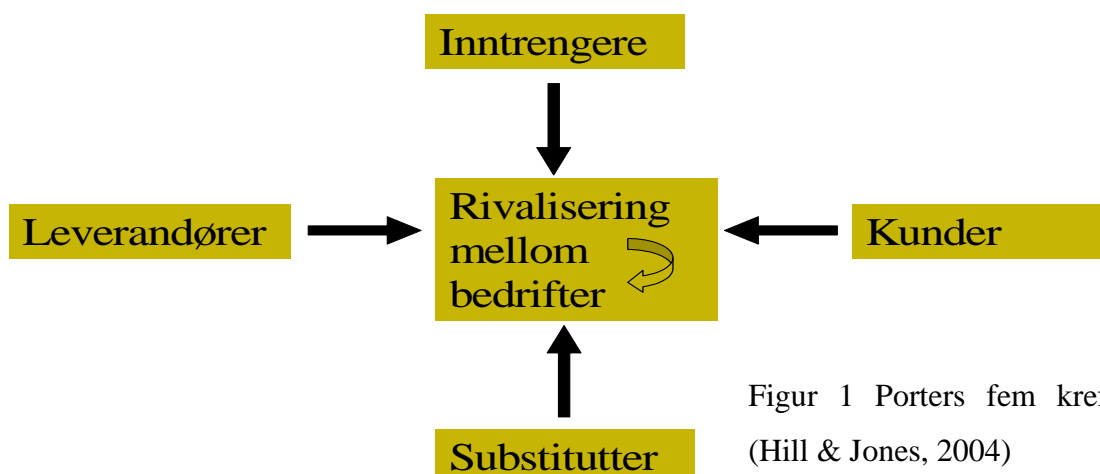 Inntrengere
Rivalisering
mellom
bedrifter
Leverandører
Kunder
Substitutter
Figur 1 Porters fem
(Hill & Jones, 2004)